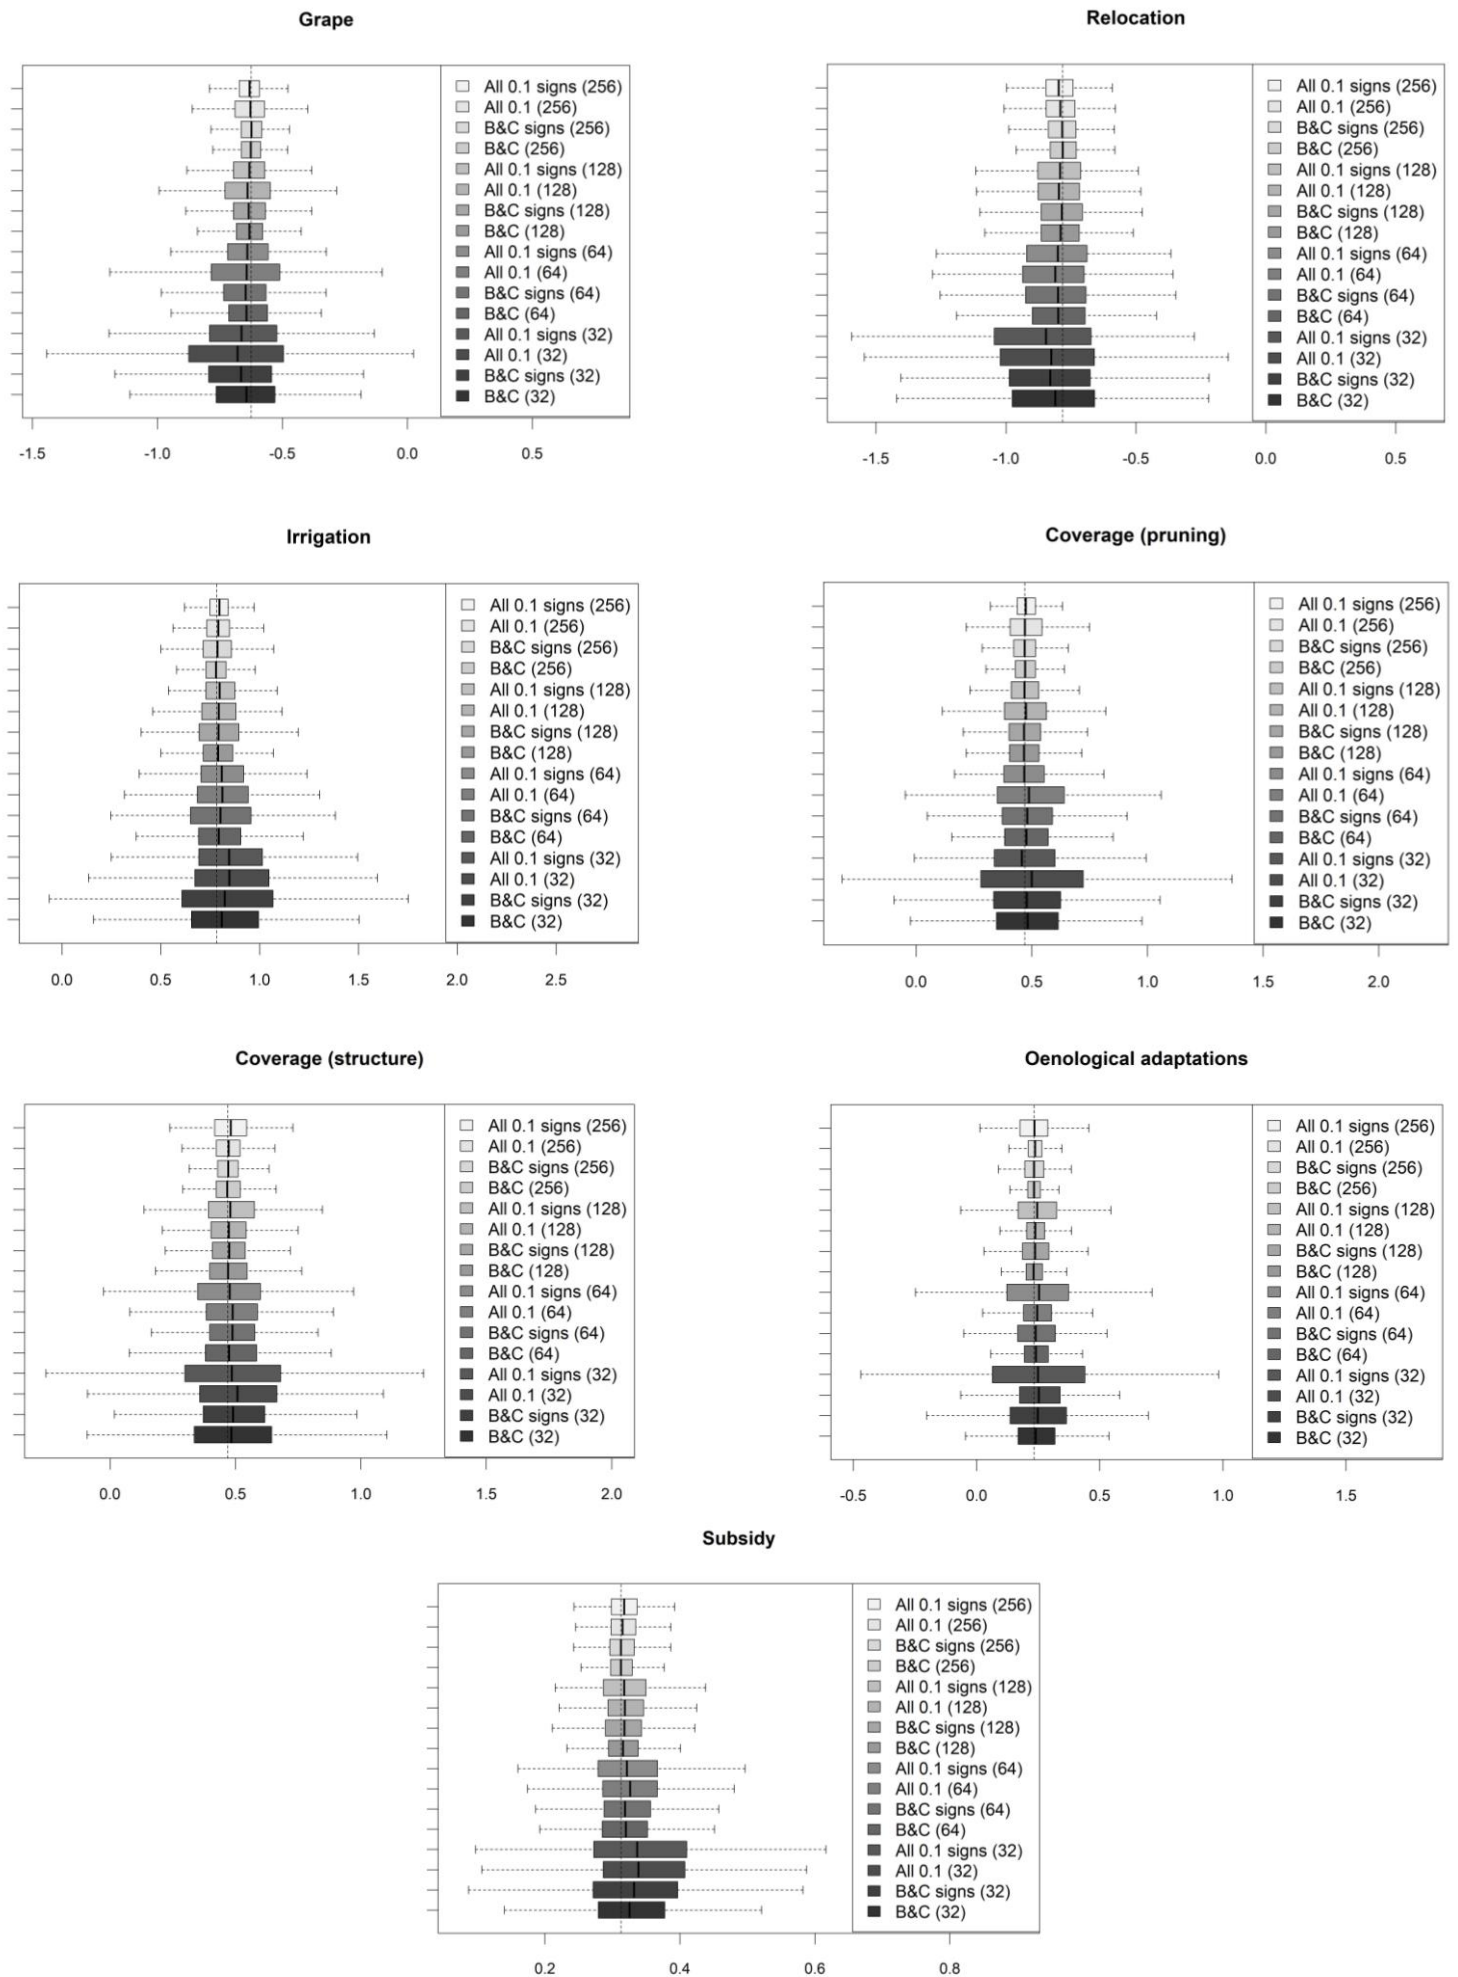 Grape
All 0.1 signs (256)
All 0.1 (256)
B&C signs (256)
B&C (256)
All 0.1 signs (128)
All 0.1 (128)
B&C signs (128)
B&C (128)
All 0.1 signs (64)
All 0.1 (64)
B&C signs (64)
B&C (64)
All 0.1 signs (32)
All 0.1 (32)
B&C signs (32)
B&C (32)
-1.5 -1.0 -0.5 0.0 0.5
Relocation
All 0.1 signs (256)
All 0.1 (256)
B&C signs (256)
B&C (256)
All 0.1 signs (128)
All 0.1 (128)
B&C signs (128)
B&C (128)
All 0.1 signs (64)
All 0.1 (64)
B&C signs (64)
B&C (64)
All 0.1 signs (32)
All 0.1 (32)
B&C signs (32)
B&C (32)
-1.5 -1.0 -0.5 0.0 0.5
Irrigation
All 0.1 signs (256)
All 0.1 (256)
B&C signs (256)
B&C (256)
All 0.1 signs (128)
All 0.1 (128)
B&C signs (128)
B&C (128)
All 0.1 signs (64)
All 0.1 (64)
B&C signs (64)
B&C (64)
All 0.1 signs (32)
All 0.1 (32)
B&C signs (32)
B&C (32)
0.0 0.5 1.0 1.5 2.0 2.5
Coverage (pruning)
All 0.1 signs (256)
All 0.1 (256)
B&C signs (256)
B&C (256)
All 0.1 signs (128)
All 0.1 (128)
B&C signs (128)
B&C (128)
All 0.1 signs (64)
All 0.1 (64)
B&C signs (64)
B&C (64)
All 0.1 signs (32)
All 0.1 (32)
B&C signs (32)
B&C (32)
0.0 0.5 1.0 1.5 2.0
Coverage (structure)
All 0.1 signs (256)
All 0.1 (256)
B&C signs (256)
B&C (256)
All 0.1 signs (128)
All 0.1 (128)
B&C signs (128)
B&C (128)
All 0.1 signs (64)
All 0.1 (64)
B&C signs (64)
B&C (64)
All 0.1 signs (32)
All 0.1 (32)
B&C signs (32)
B&C (32)
0.0 0.5 1.0 1.5 2.0
Oenological adaptations
All 0.1 signs (256)
All 0.1 (256)
B&C signs (256)
B&C (256)
All 0.1 signs (128)
All 0.1 (128)
B&C signs (128)
B&C (128)
All 0.1 signs (64)
All 0.1 (64)
B&C signs (64)
B&C (64)
All 0.1 signs (32)
All 0.1 (32)
B&C signs (32)
B&C (32)
-0.5 0.0 0.5 1.0 1.5
Subsidy
All 0.1 signs (256)
All 0.1 (256)
B&C signs (256)
B&C (256)
All 0.1 signs (128)
All 0.1 (128)
B&C signs (128)
B&C (128)
All 0.1 signs (64)
All 0.1 (64)
B&C signs (64)
B&C (64)
All 0.1 signs (32)
All 0.1 (32)
B&C signs (32)
B&C (32)
0.2 0.4 0.6 0.8